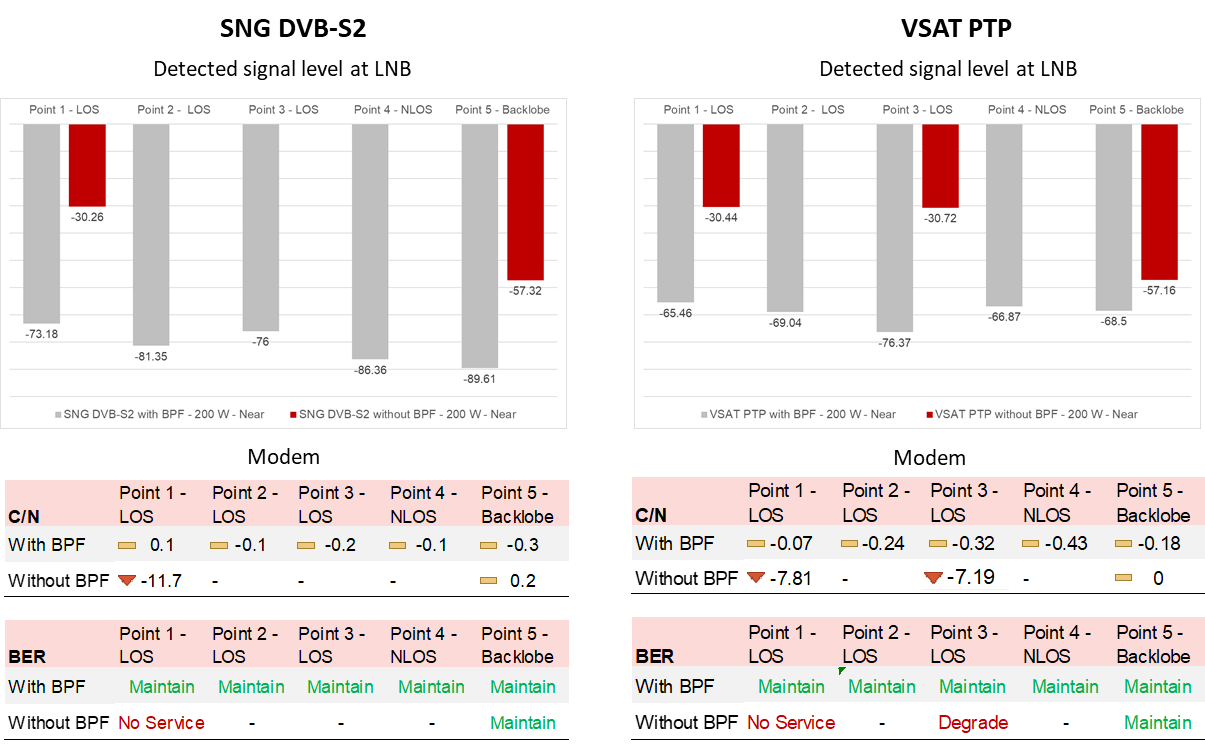 SNG DVB-S2
Detected signal level at LNB
Point 1 - LOS Point 2 - LOS Point 3 - LOS Point 4 - NLOS Point 5 - Backlobe
-30.26
-57.32
-73.18
-81.35
-76
-86.36
-89.61
SNG DVB-S2 with BPF - 200 W - Near SNG DVB-S2 without BPF - 200 W - Near
Modem
C/N Point 1 - LOS Point 2 - LOS Point 3 - LOS Point 4 - NLOS Point 5 - Backlobe
With BPF 0.1 -0.1 -0.2 -0.1 -0.3
Without BPF -11.7 - - - 0.2
BER Point 1 - LOS Point 2 - LOS Point 3 - LOS Point 4 - NLOS Point 5 - Backlobe
With BPF Maintain Maintain Maintain Maintain Maintain
Without BPF No Service - - - Maintain
VSAT PTP
Detected signal level at LNB
Point 1 - LOS Point 2 - LOS Point 3 - LOS Point 4 - NLOS Point 5 - Backlobe
-30.44
-30.72
-57.16
-65.46
-69.04
-76.37
-66.87
-68.5
VSAT PTP with BPF - 200 W - Near VSAT PTP without BPF - 200 W - Near
Modem
C/N Point 1 - LOS Point 2 - LOS Point 3 - LOS Point 4 - NLOS Point 5 - Backlobe
With BPF -0.07 -0.24 -0.32 -0.43 -0.18
Without BPF -7.81 - -7.19 - 0
BER Point 1 - LOS Point 2 - LOS Point 3 - LOS Point 4 - NLOS Point 5 - Backlobe
With BPF Maintain Maintain Maintain Maintain Maintain
Without BPF No Service - Degrade - Maintain